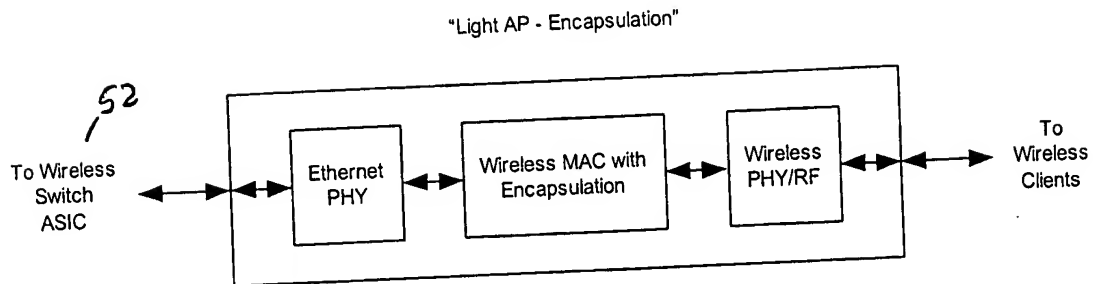 "Light AP - Encapsulation"
52
To Wireless
Switch
ASIC
Ethernet
PHY
Wireless MAC with
Encapsulation
Wireless
PHY/RF
To
Wireless
Clients